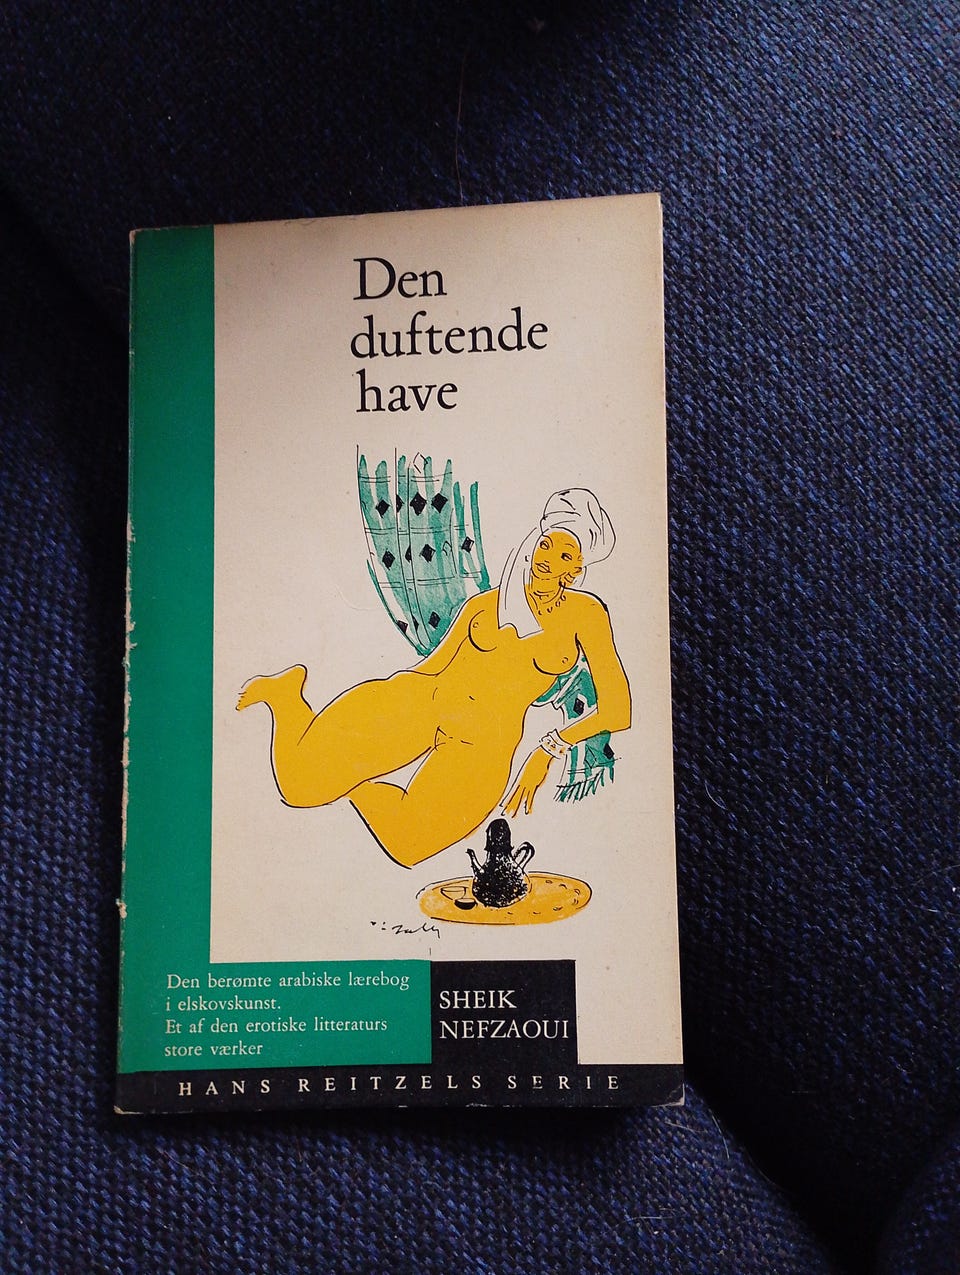 Den
duftende
have
Den berømte arabiske lærebog
i elskovskunst.
Et af den erotiske litteraturs
store værker
SHEIK
NEFZAOUI
HANS REITZELS SERIE